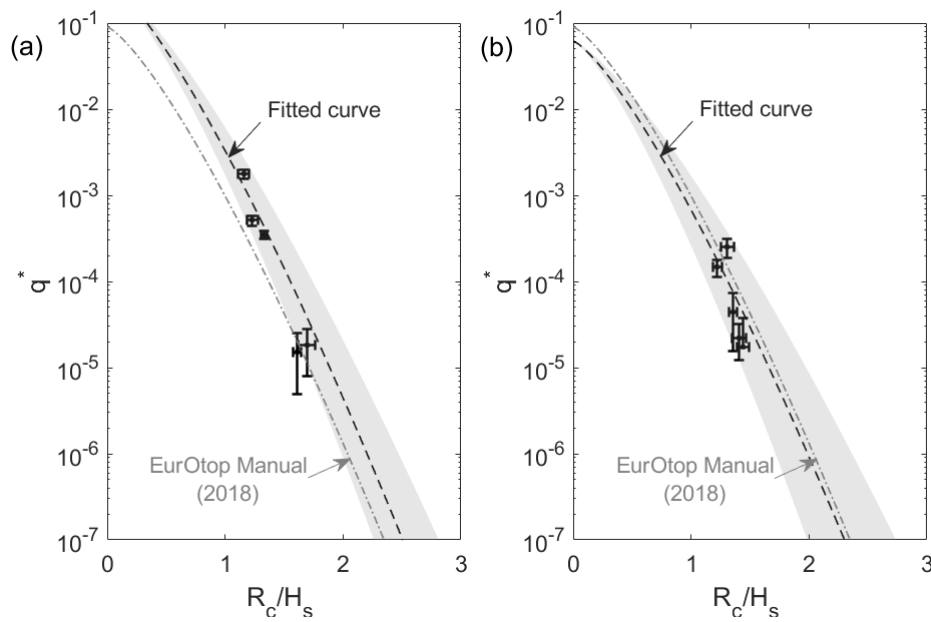 (a)
10^-1
10^-2
10^-3
10^-4
10^-5
10^-6
10^-7
q*
Fitted curve
EurOtop Manual
(2018)
0 1 2 3
R_c/H_s
(b)
10^-1
10^-2
10^-3
10^-4
10^-5
10^-6
10^-7
q*
Fitted curve
EurOtop Manual
(2018)
0 1 2 3
R_c/H_s